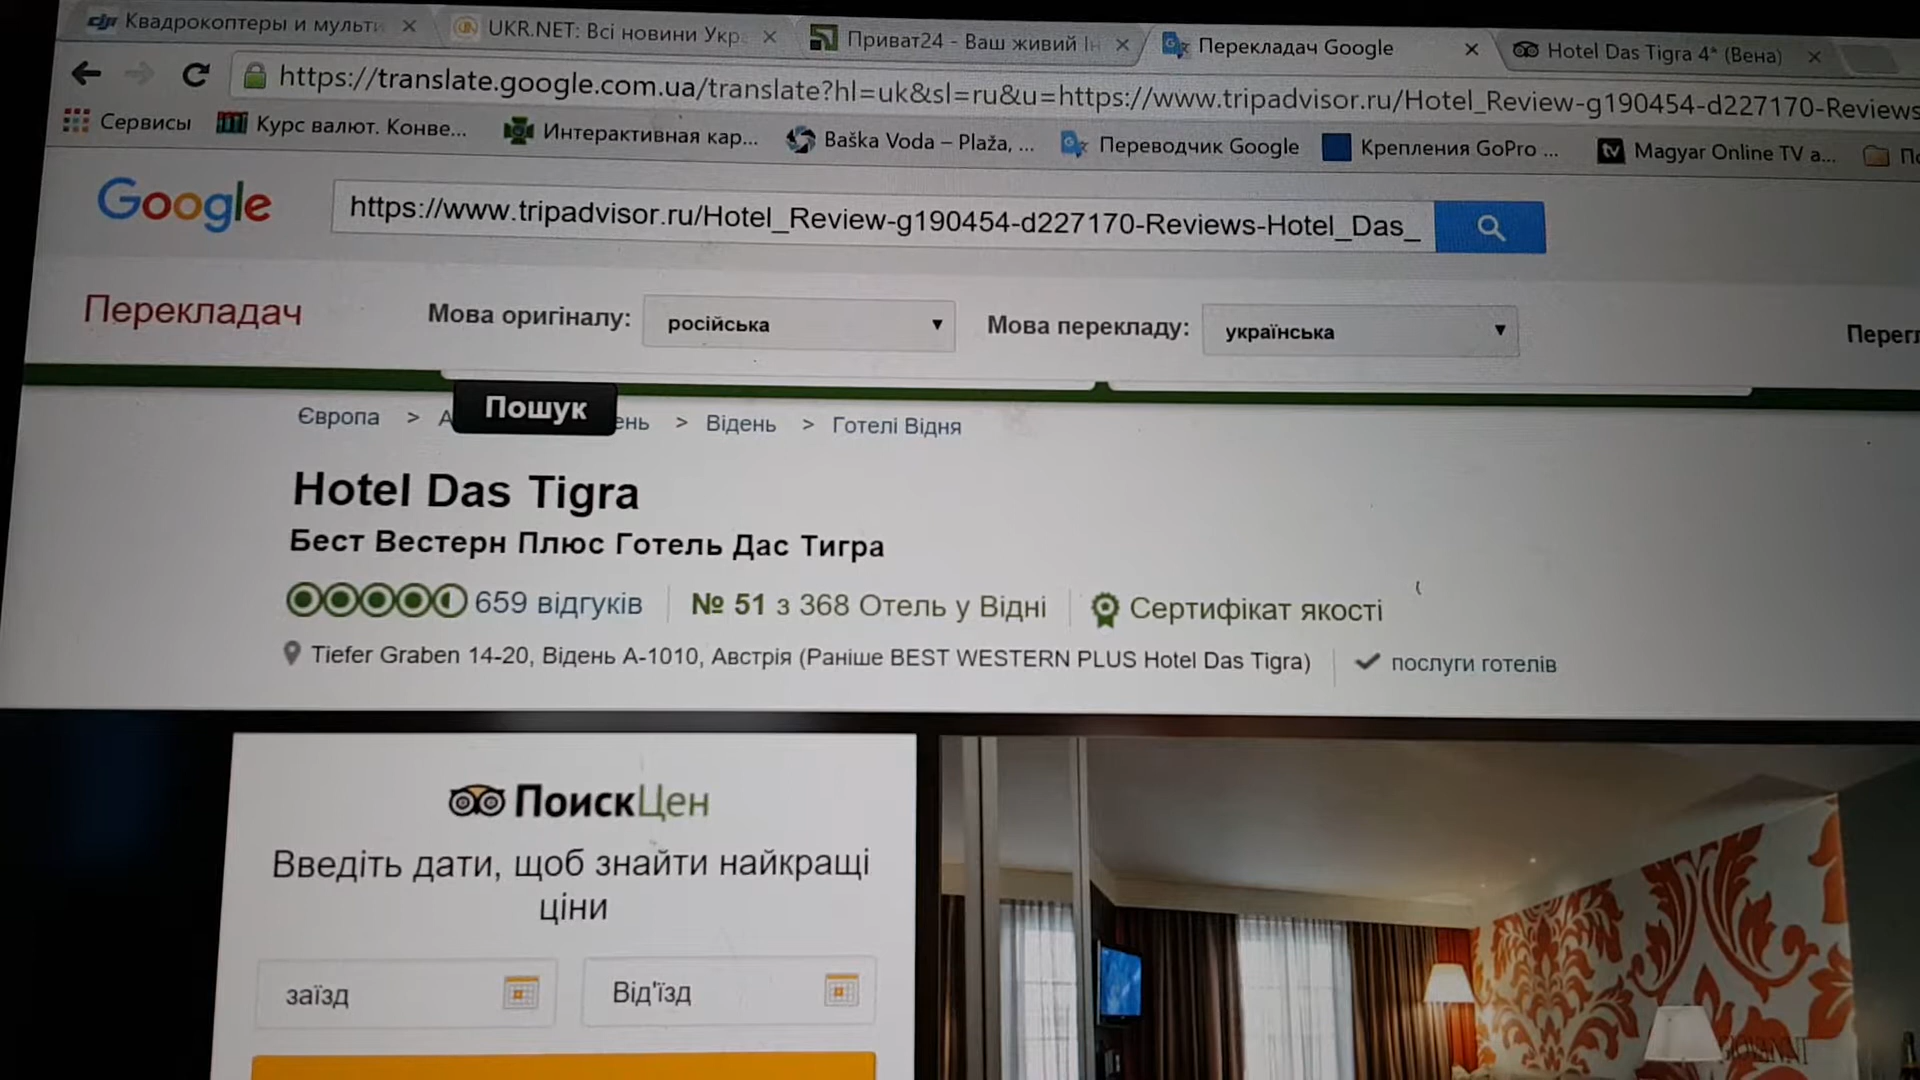 Квадрокоптеры и мульти
UKR.NET: Всі новини Укра
Приват24 - Ваш живий Ін
Перекладач Google
Hotel Das Tigra 4* (Вена)
https://translate.google.com.ua/translate?hl=uk&sl=ru&u=https://www.tripadvisor.ru/Hotel_Review-g190454-d227170-Reviews
Сервисы
Курс валют. Конве...
Интерактивная кар...
Baška Voda – Plaža, ...
Переводчик Google
Крепления GoPro ...
Magyar Online TV a...
Google
https://www.tripadvisor.ru/Hotel_Review-g190454-d227170-Reviews-Hotel_Das_
Перекладач
Мова оригіналу: російська
Мова перекладу: українська
Перегл
Пошук
Європа > А ень > Відень > Готелі Відня
Hotel Das Tigra
Бест Вестерн Плюс Готель Дас Тигра
659 відгуків
№ 51 з 368 Отель у Відні
Сертифікат якості
Tiefer Graben 14-20, Відень A-1010, Австрія (Раніше BEST WESTERN PLUS Hotel Das Tigra)
послуги готелів
ПоискЦен
Введіть дати, щоб знайти найкращі
ціни
заїзд
Від'їзд